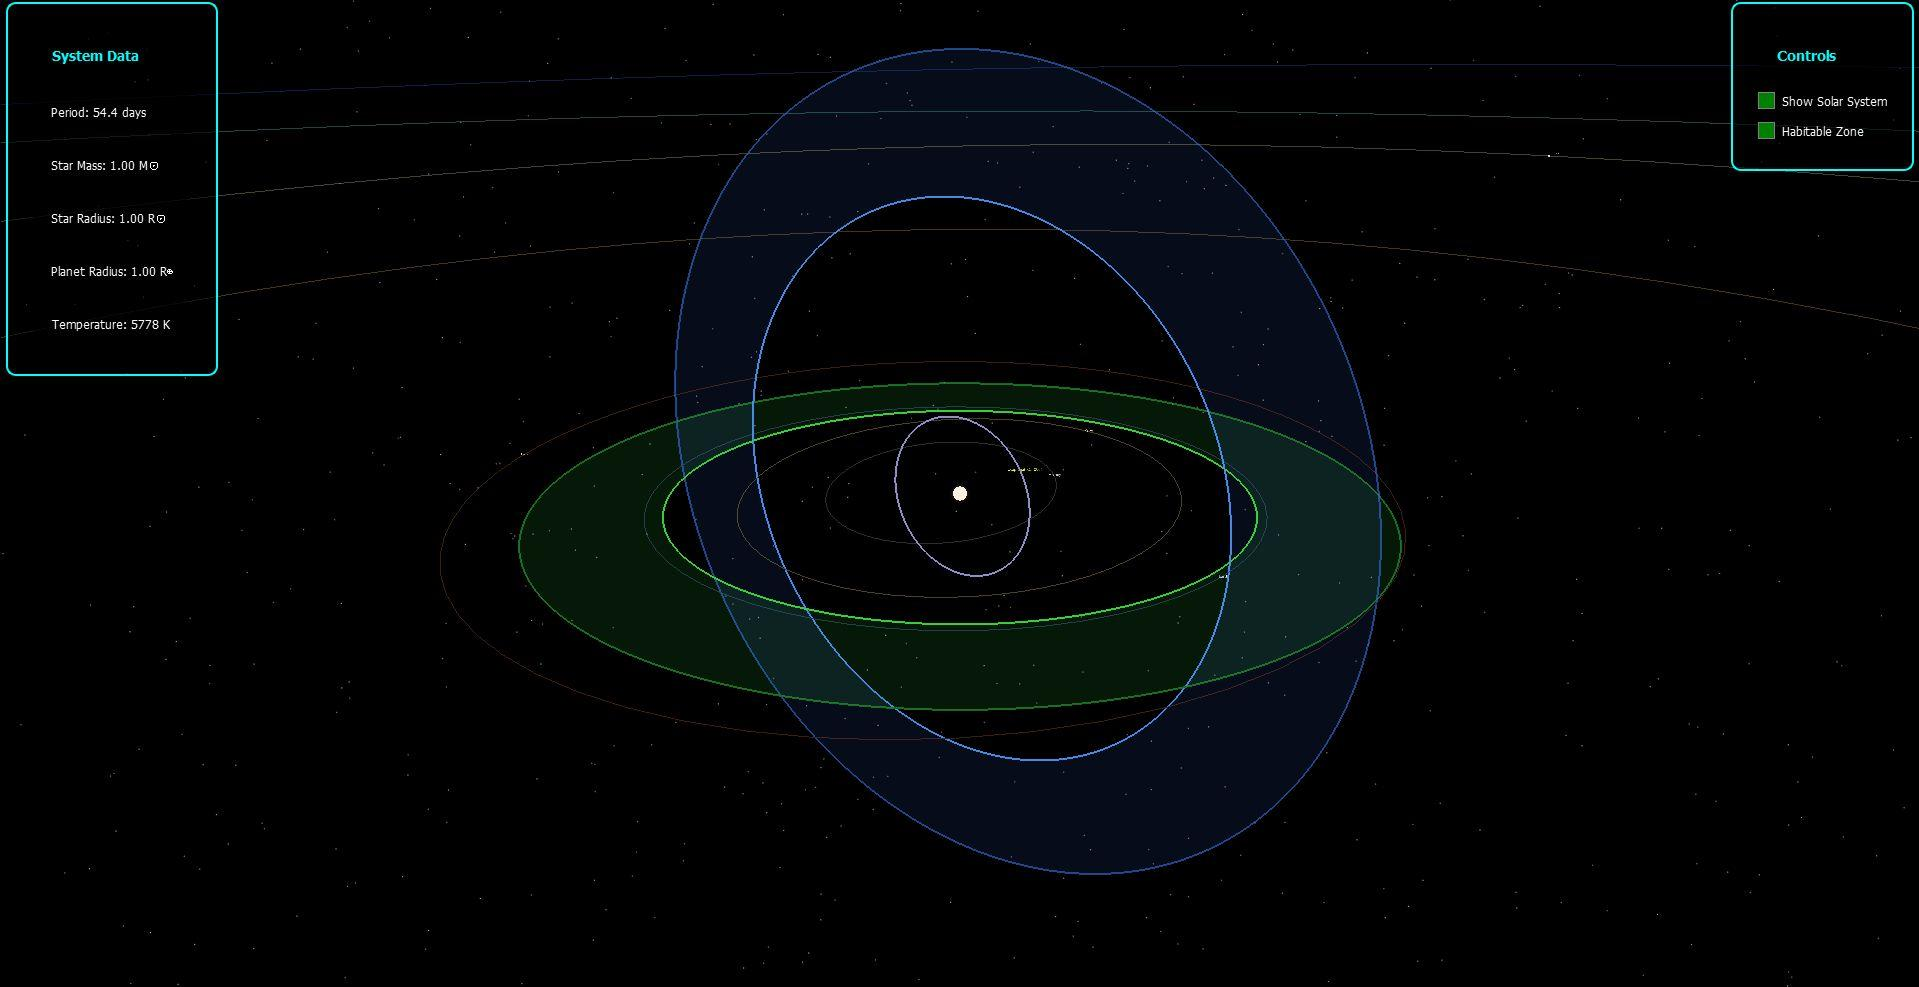 System Data
Period: 54.4 days
Star Mass: 1.00 M☉
Star Radius: 1.00 R☉
Planet Radius: 1.00 R⊕
Temperature: 5778 K
Controls
Show Solar System
Habitable Zone